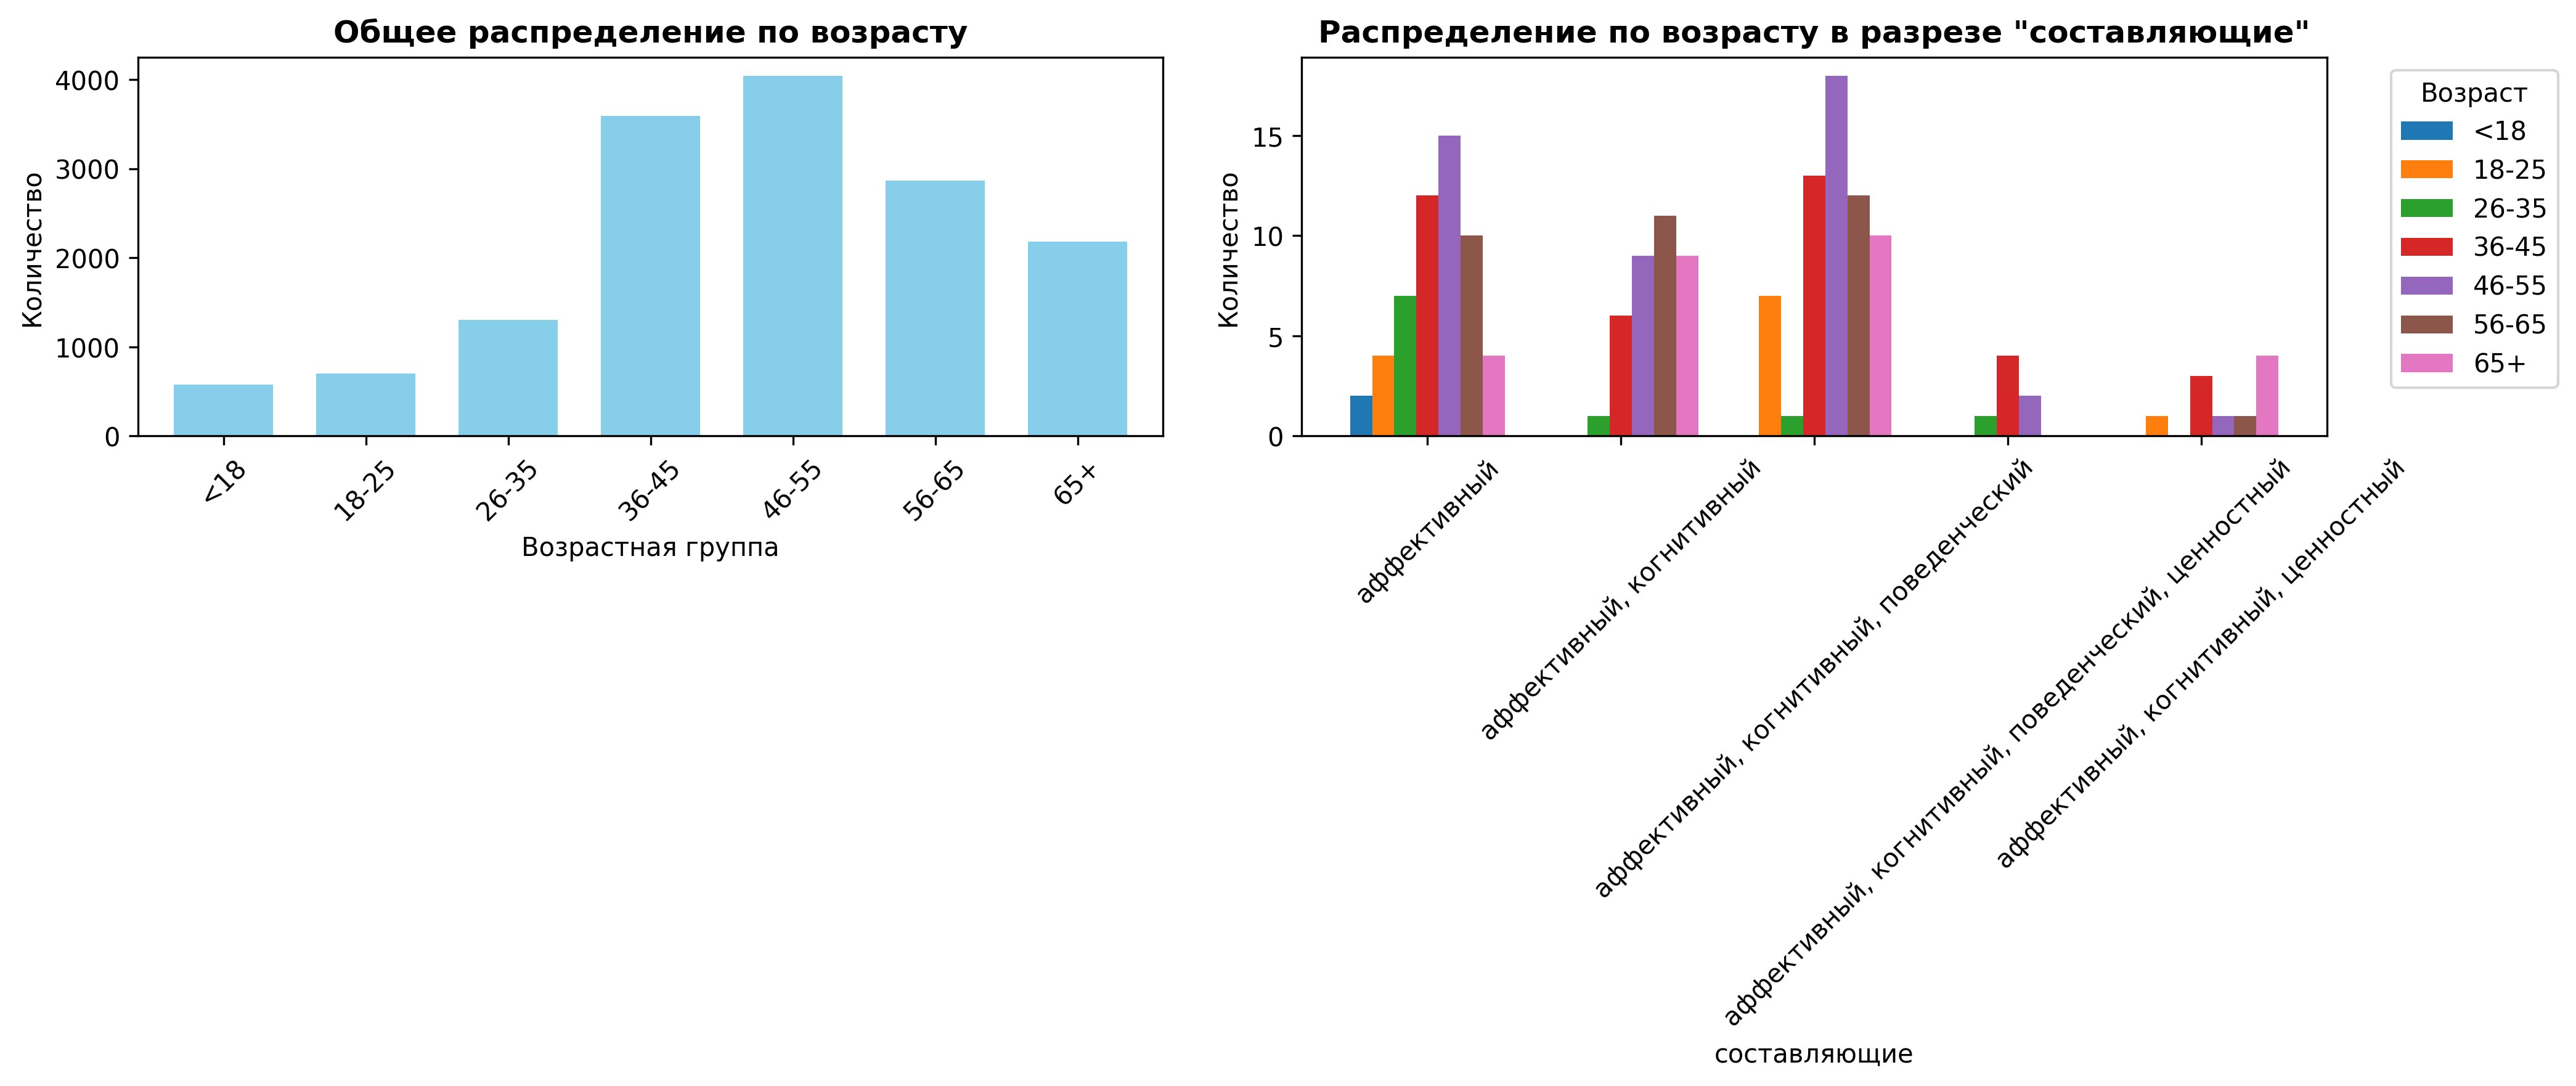 Общее распределение по возрасту
Количество
4000
3000
2000
1000
0
<18
18-25
26-35
36-45
46-55
56-65
65+
Возрастная группа
Распределение по возрасту в разрезе "составляющие"
Количество
15
10
5
0
аффективный
аффективный, когнитивный
аффективный, когнитивный, поведенческий
аффективный, когнитивный, поведенческий, ценностный
аффективный, когнитивный, ценностный
составляющие
Возраст
<18
18-25
26-35
36-45
46-55
56-65
65+